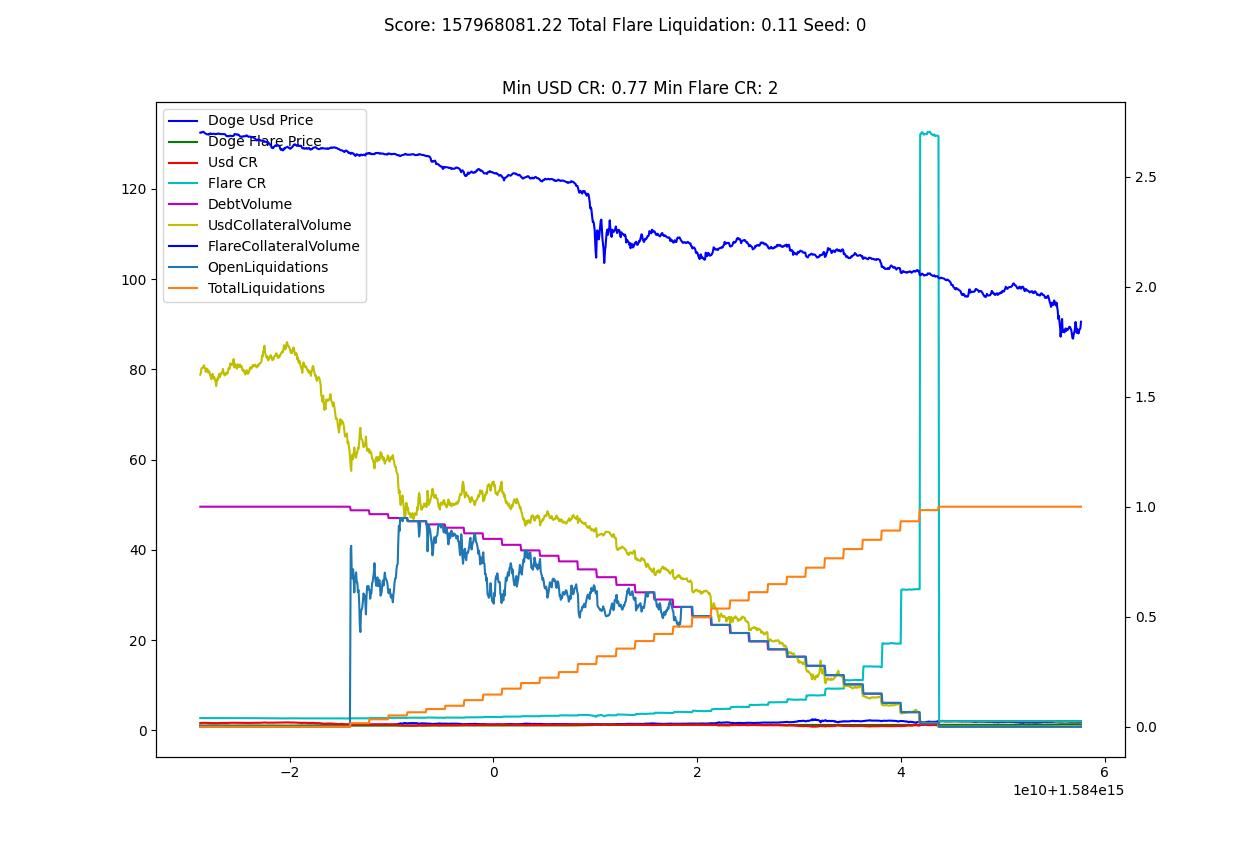 Score: 157968081.22 Total Flare Liquidation: 0.11 Seed: 0
Min USD CR: 0.77 Min Flare CR: 2
Doge Usd Price
Doge Flare Price
Usd CR
Flare CR
DebtVolume
UsdCollateralVolume
FlareCollateralVolume
OpenLiquidations
TotalLiquidations
120
100
80
60
40
20
0
2.5
2.0
1.5
1.0
0.5
0.0
−2
0
2
4
6
1e10+1.584e15